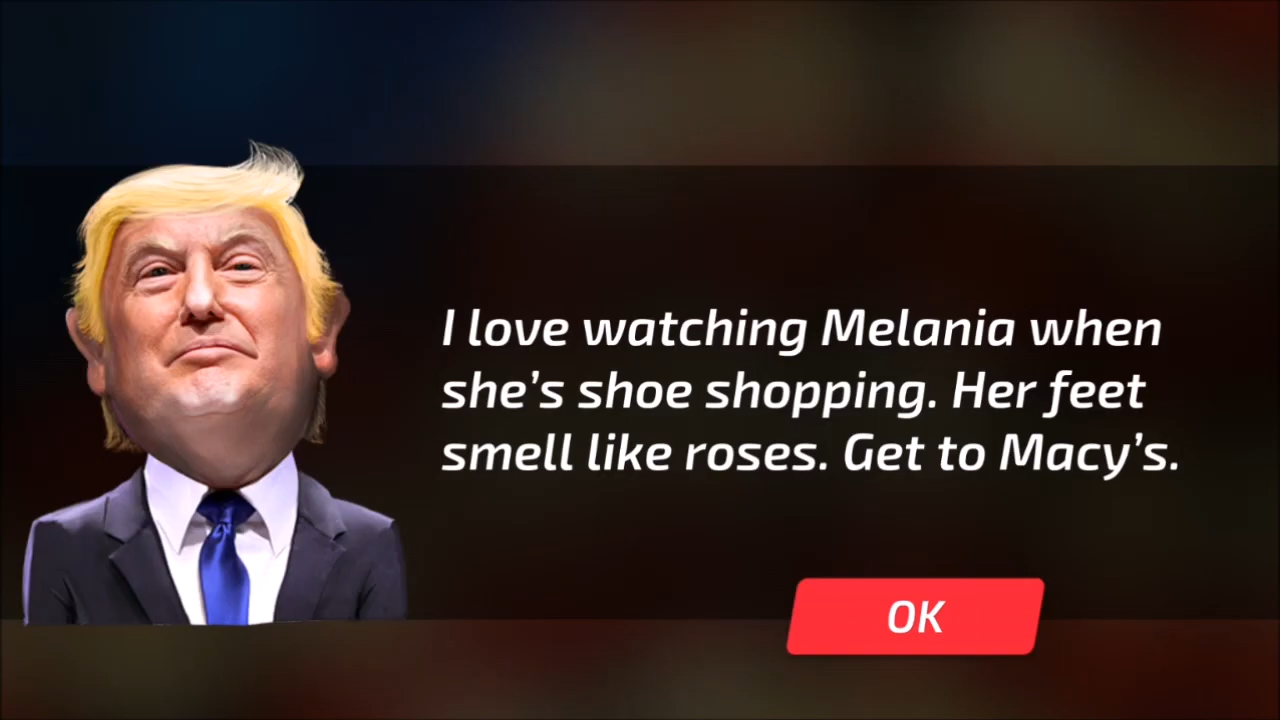 I love watching Melania when
she’s shoe shopping. Her feet
smell like roses. Get to Macy’s.
OK